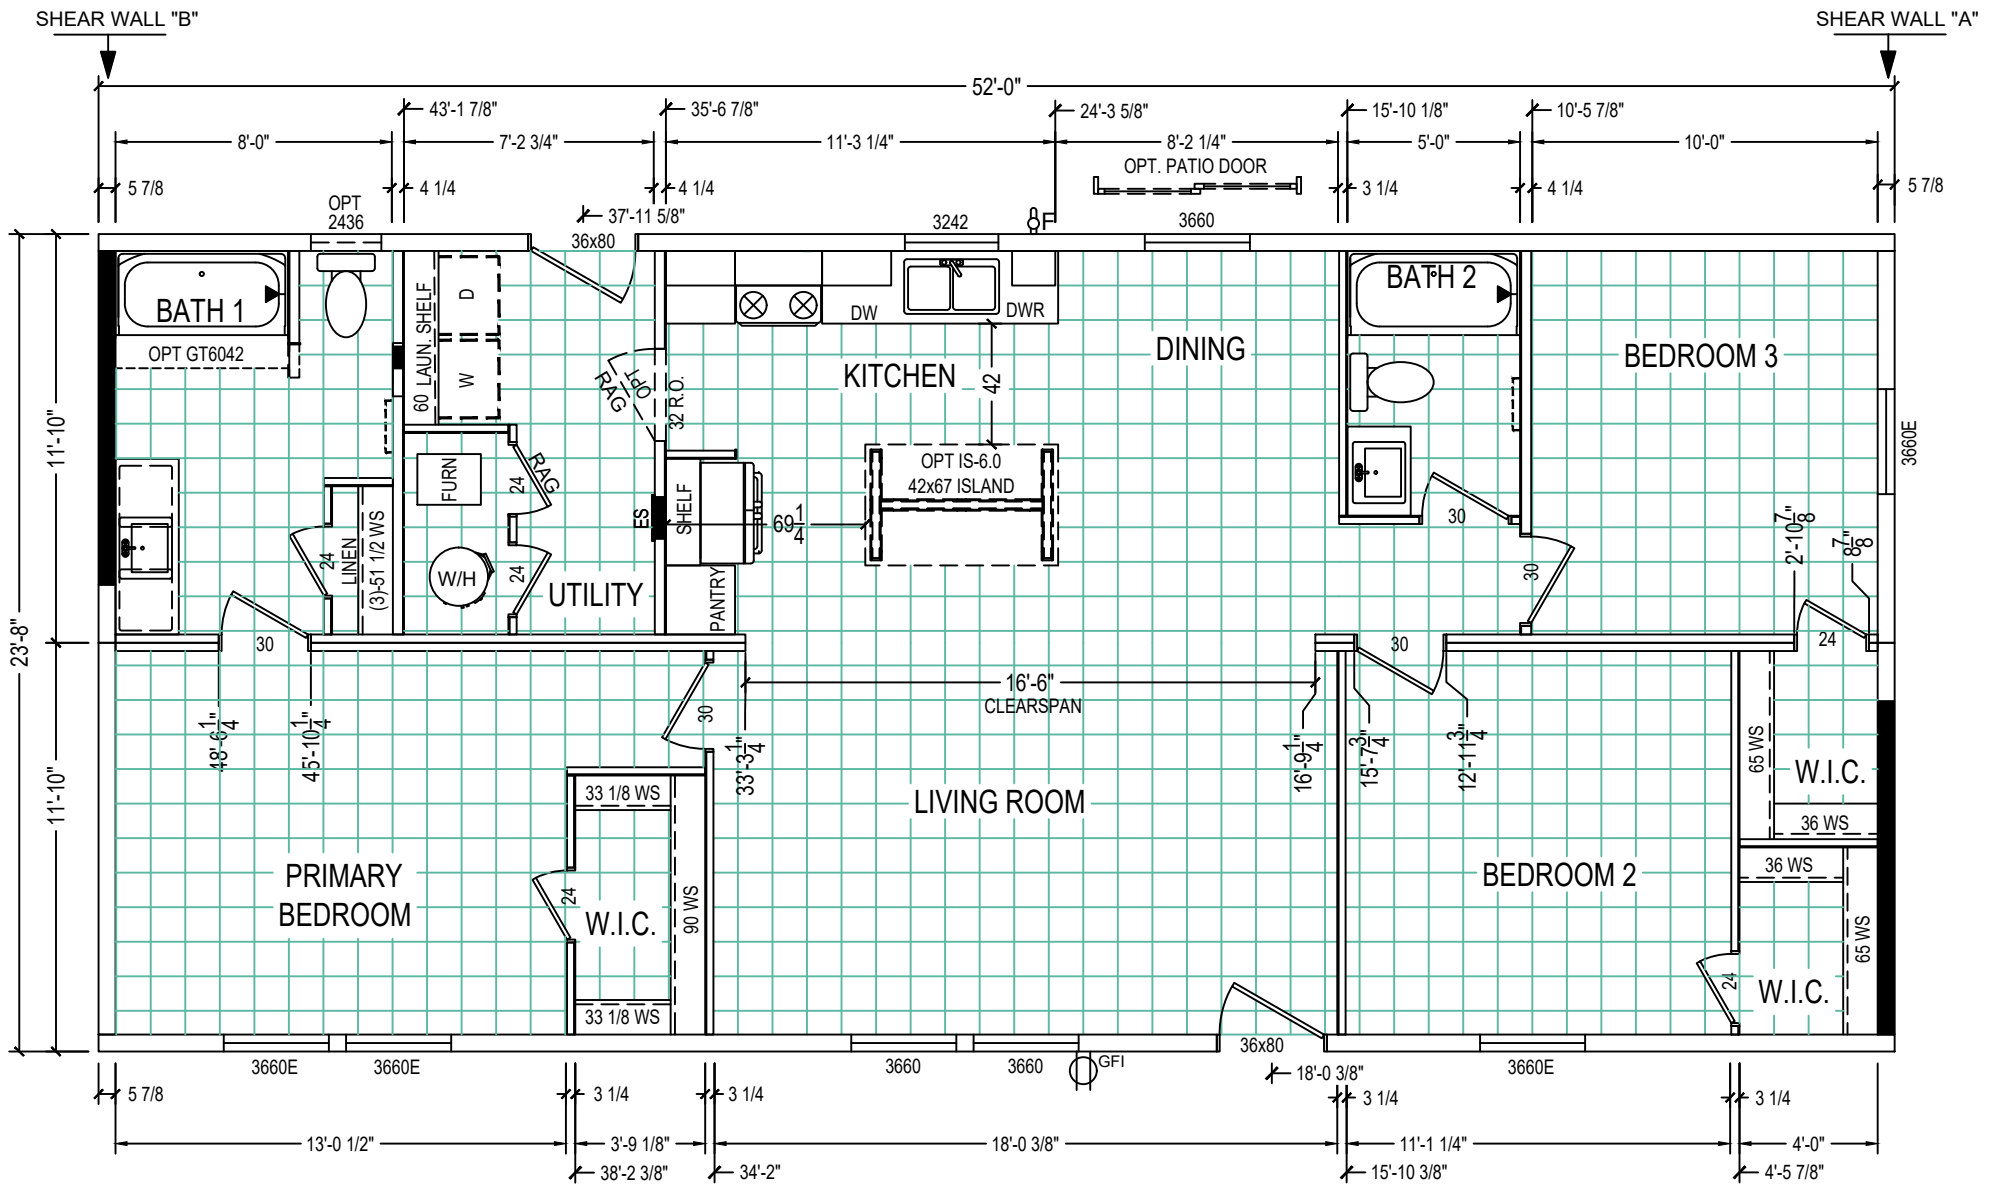 SHEAR WALL "B"
SHEAR WALL "A"
52'-0"
43'-1 7/8"
35'-6 7/8"
24'-3 5/8"
15'-10 1/8"
10'-5 7/8"
8'-0"
7'-2 3/4"
11'-3 1/4"
8'-2 1/4"
5'-0"
10'-0"
OPT. PATIO DOOR
5 7/8
4 1/4
4 1/4
3 1/4
4 1/4
5 7/8
OPT
2436
37'-11 5/8"
36x80
3242
F
3660
BATH 1
OPT GT6042
60 LAUN. SHELF
D
W
OPT
RAG
32 R.O.
DW
DWR
KITCHEN
42
DINING
BATH 2
BEDROOM 3
3660E
23'-8"
11'-10"
11'-10"
FURN
24
RAG
W/H
24
UTILITY
ES
SHELF
69 1/4
PANTRY
OPT IS-6.0
42x67 ISLAND
24
LINEN
(3)-51 1/2 WS
30
30
30
30
2'-10 7/8"
8 7/8"
24
48'-6 1/4"
45'-10 1/4"
30
33'-3 1/4"
16'-6"
CLEARSPAN
16'-9 1/4"
15'-7 3/4"
12'-11 3/4"
65 WS
W.I.C.
36 WS
33 1/8 WS
LIVING ROOM
PRIMARY
BEDROOM
24
W.I.C.
90 WS
33 1/8 WS
BEDROOM 2
36 WS
65 WS
24
W.I.C.
3660E
3660E
3660
3660
GFI
36x80
18'-0 3/8"
3660E
5 7/8
3 1/4
3 1/4
3 1/4
3 1/4
13'-0 1/2"
3'-9 1/8"
18'-0 3/8"
11'-1 1/4"
4'-0"
38'-2 3/8"
34'-2"
15'-10 3/8"
4'-5 7/8"